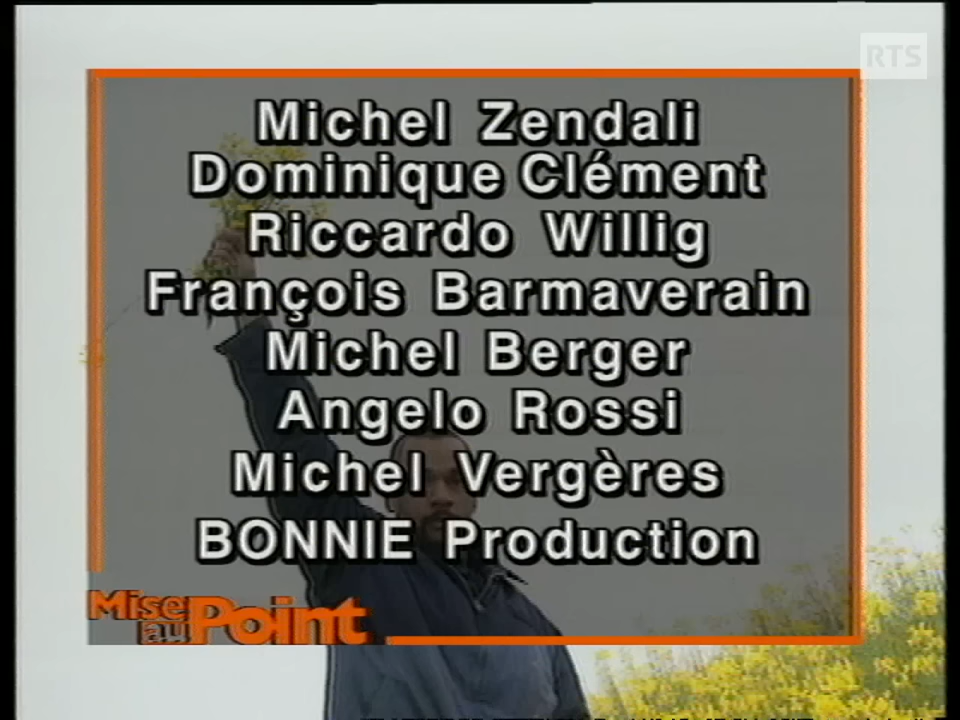 RTS
Michel Zendali
Dominique Clément
Riccardo Willig
François Barmaverain
Michel Berger
Angelo Rossi
Michel Vergères
BONNIE Production
Mise
au Point